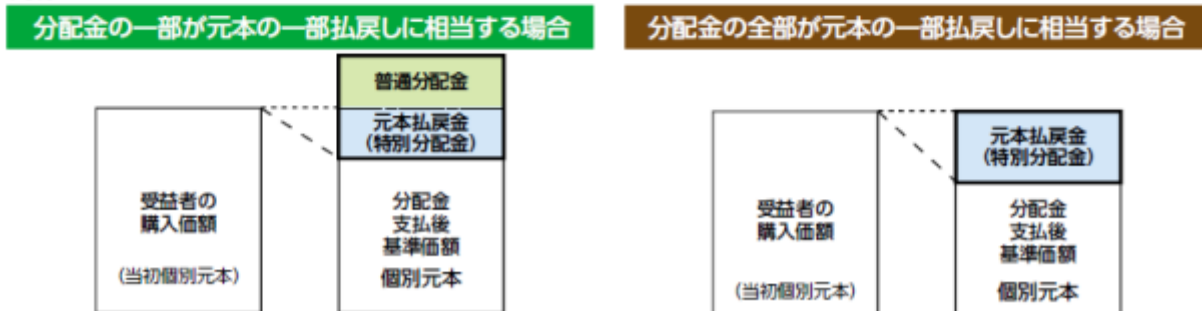 分配金の一部が元本の一部払戻しに相当する場合
普通分配金
元本払戻金
(特別分配金)
受益者の
購入価額
(当初個別元本)
分配金
支払後
基準価額
個別元本
分配金の全部が元本の一部払戻しに相当する場合
元本払戻金
(特別分配金)
受益者の
購入価額
(当初個別元本)
分配金
支払後
基準価額
個別元本